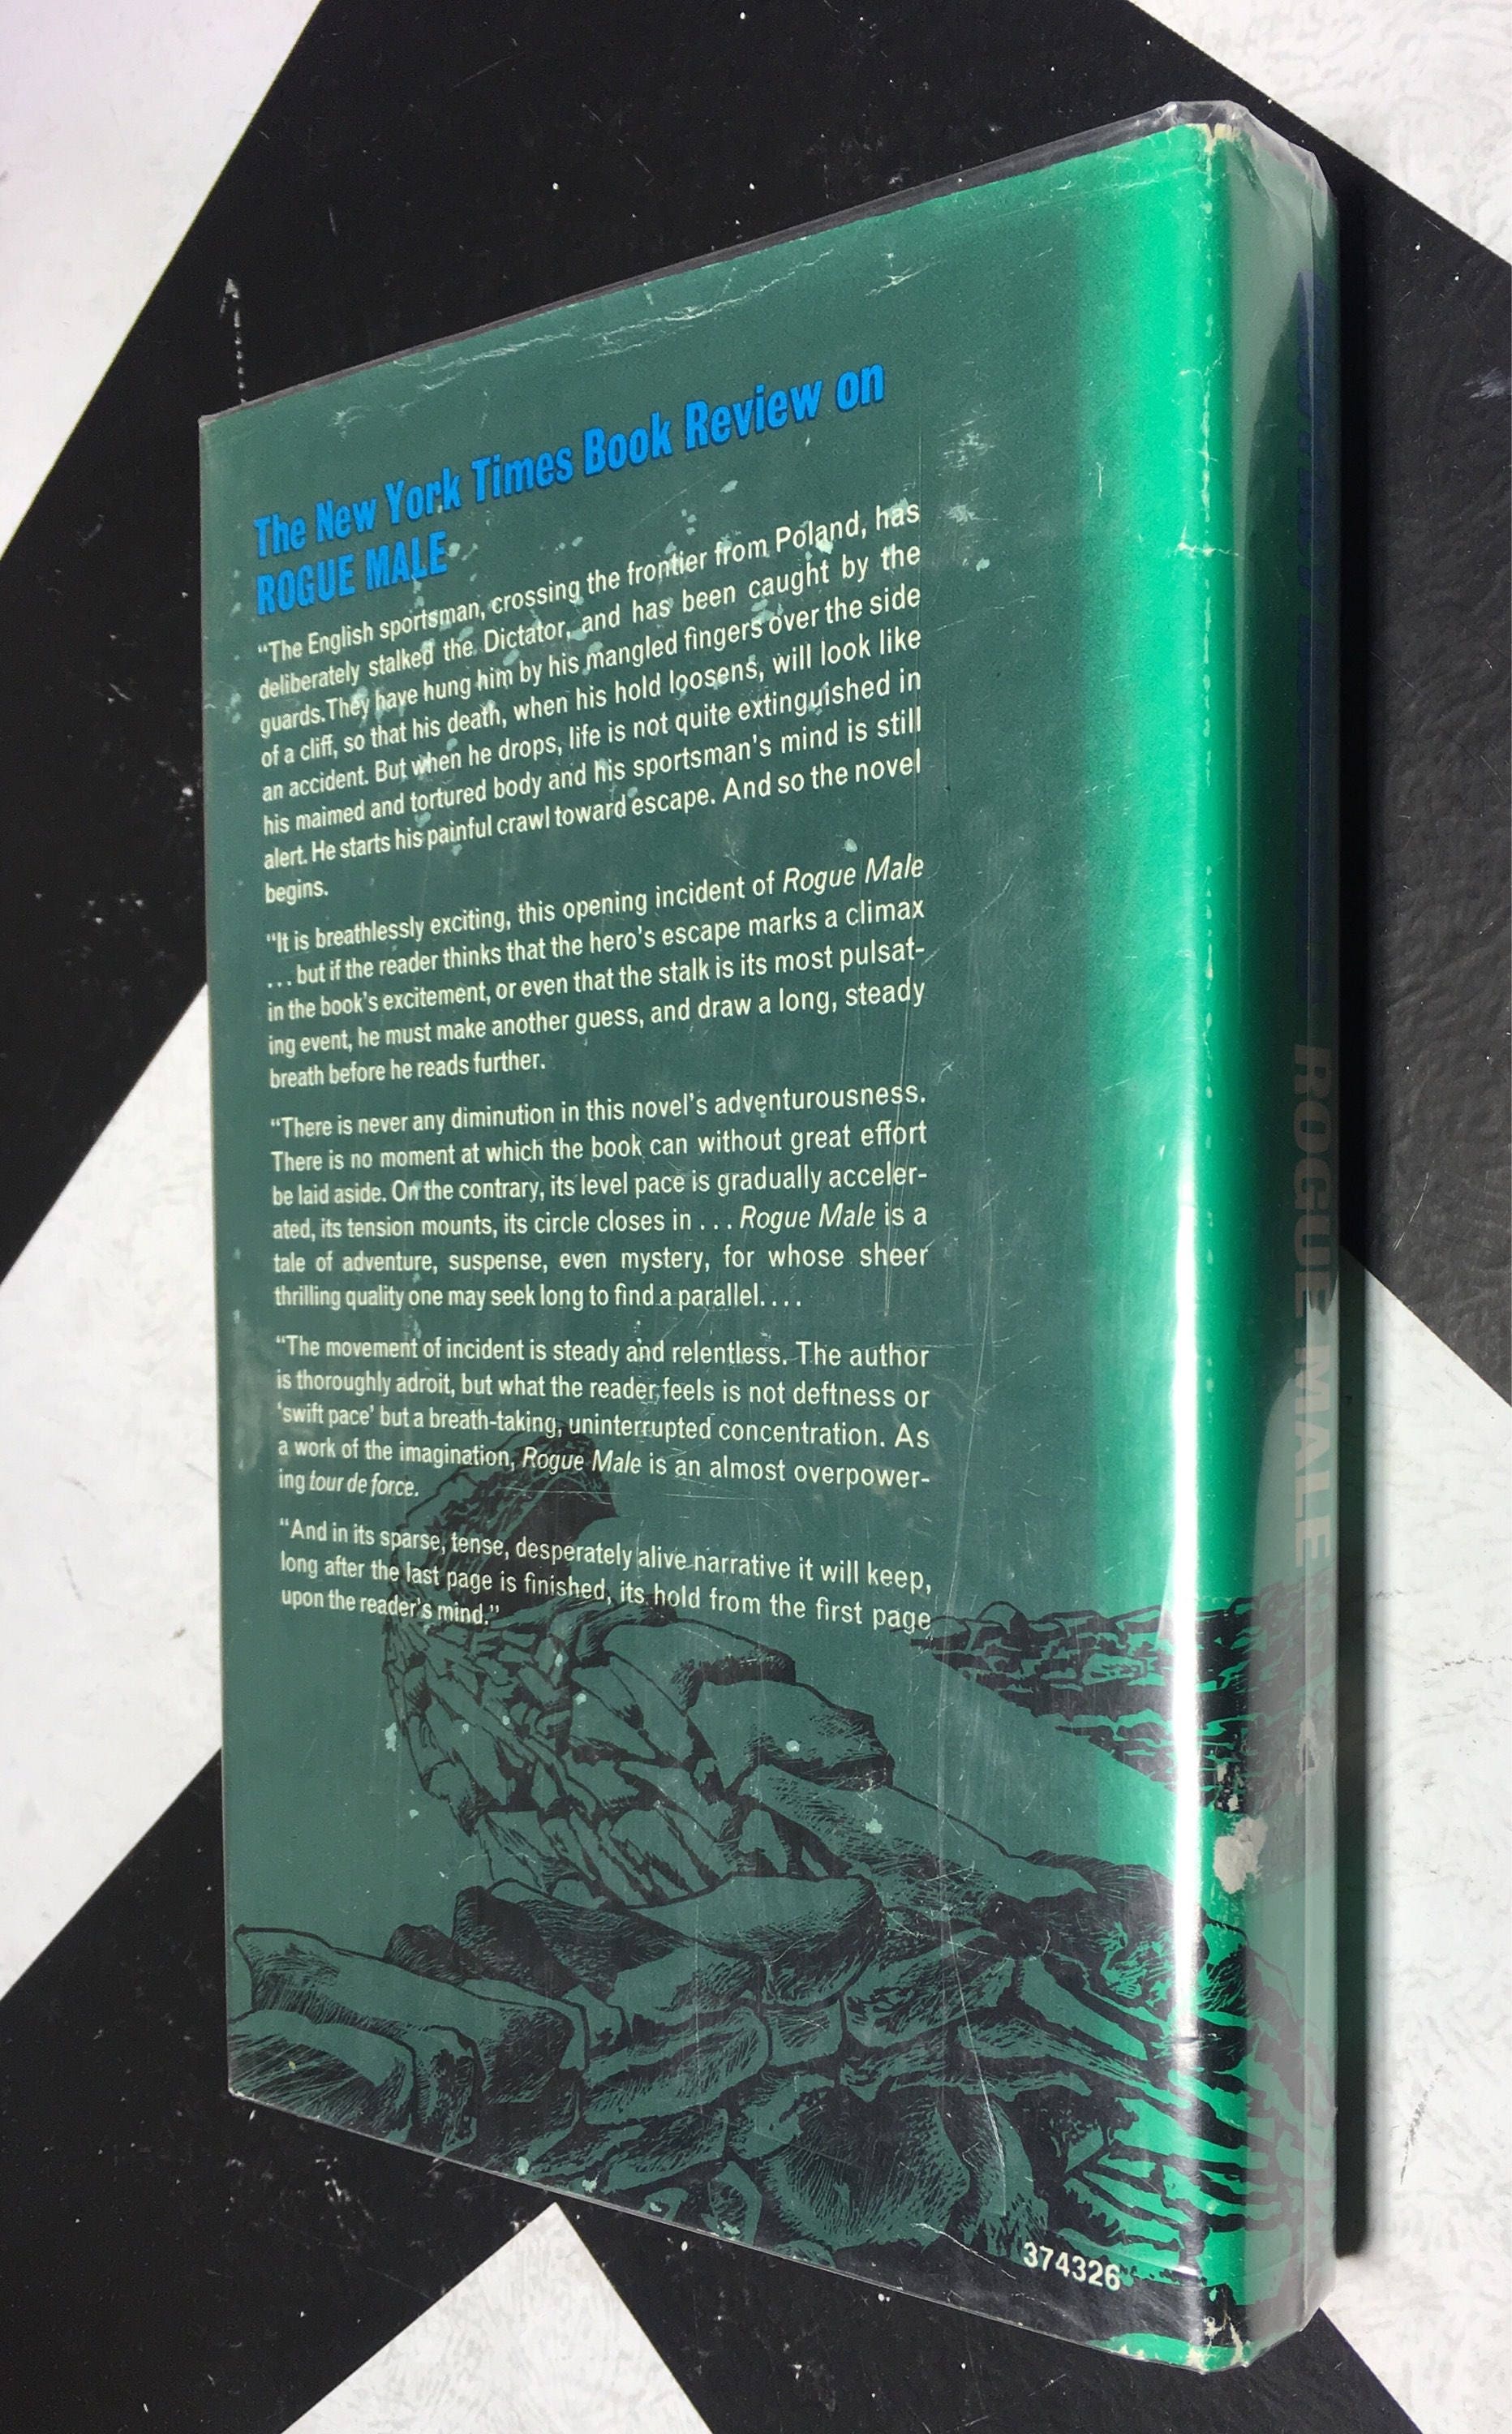 The New York Times Book Review on
ROGUE MALE
“The English sportsman, crossing the frontier from Poland, has
deliberately stalked the Dictator, and has been caught by the
guards.They have hung him by his mangled fingers over the side
of a cliff, so that his death, when his hold loosens, will look like
an accident. But when he drops, life is not quite extinguished in
his maimed and tortured body and his sportsman’s mind is still
alert. He starts his painful crawl toward escape. And so the novel
begins.
“It is breathlessly exciting, this opening incident of Rogue Male
. . . but if the reader thinks that the hero’s escape marks a climax
in the book’s excitement, or even that the stalk is its most pulsat-
ing event, he must make another guess, and draw a long, steady
breath before he reads further.
“There is never any diminution in this novel’s adventurousness.
There is no moment at which the book can without great effort
be laid aside. On the contrary, its level pace is gradually acceler-
ated, its tension mounts, its circle closes in . . . Rogue Male is a
tale of adventure, suspense, even mystery, for whose sheer
thrilling quality one may seek long to find a parallel. . . .
“The movement of incident is steady and relentless. The author
is thoroughly adroit, but what the reader feels is not deftness or
‘swift pace’ but a breath-taking, uninterrupted concentration. As
a work of the imagination, Rogue Male is an almost overpower-
ing tour de force.
“And in its sparse, tense, desperately alive narrative it will keep,
long after the last page is finished, its hold from the first page
upon the reader’s mind.”
374326
ROGUE MALE